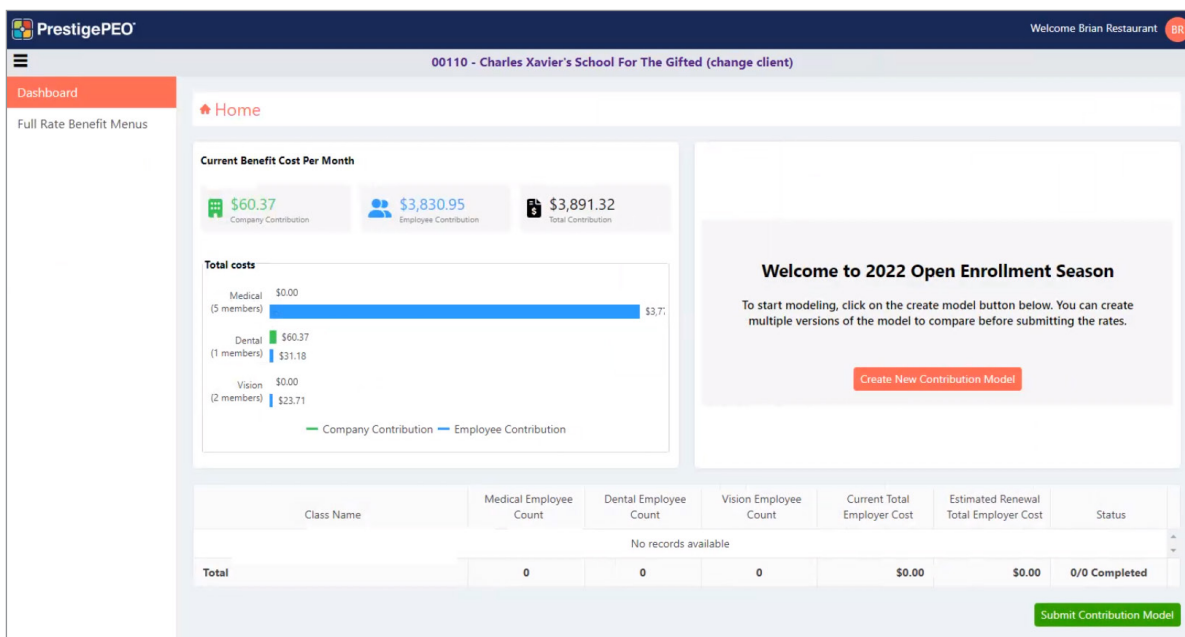 PrestigePEO
Welcome Brian Restaurant
BR
00110 - Charles Xavier's School For The Gifted (change client)
Dashboard
Full Rate Benefit Menus
Home
Current Benefit Cost Per Month
$60.37
Company Contribution
$3,830.95
Employee Contribution
$3,891.32
Total Contribution
Total costs
Medical
(5 members)
$0.00
$3,77
Dental
(1 members)
$60.37
$31.18
Vision
(2 members)
$0.00
$23.71
Company Contribution
Employee Contribution
Welcome to 2022 Open Enrollment Season
To start modeling, click on the create model button below. You can create
multiple versions of the model to compare before submitting the rates.
Create New Contribution Model
Class Name
Medical Employee
Count
Dental Employee
Count
Vision Employee
Count
Current Total
Employer Cost
Estimated Renewal
Total Employer Cost
Status
No records available
Total 0 0 0 $0.00 $0.00 0/0 Completed
Submit Contribution Model